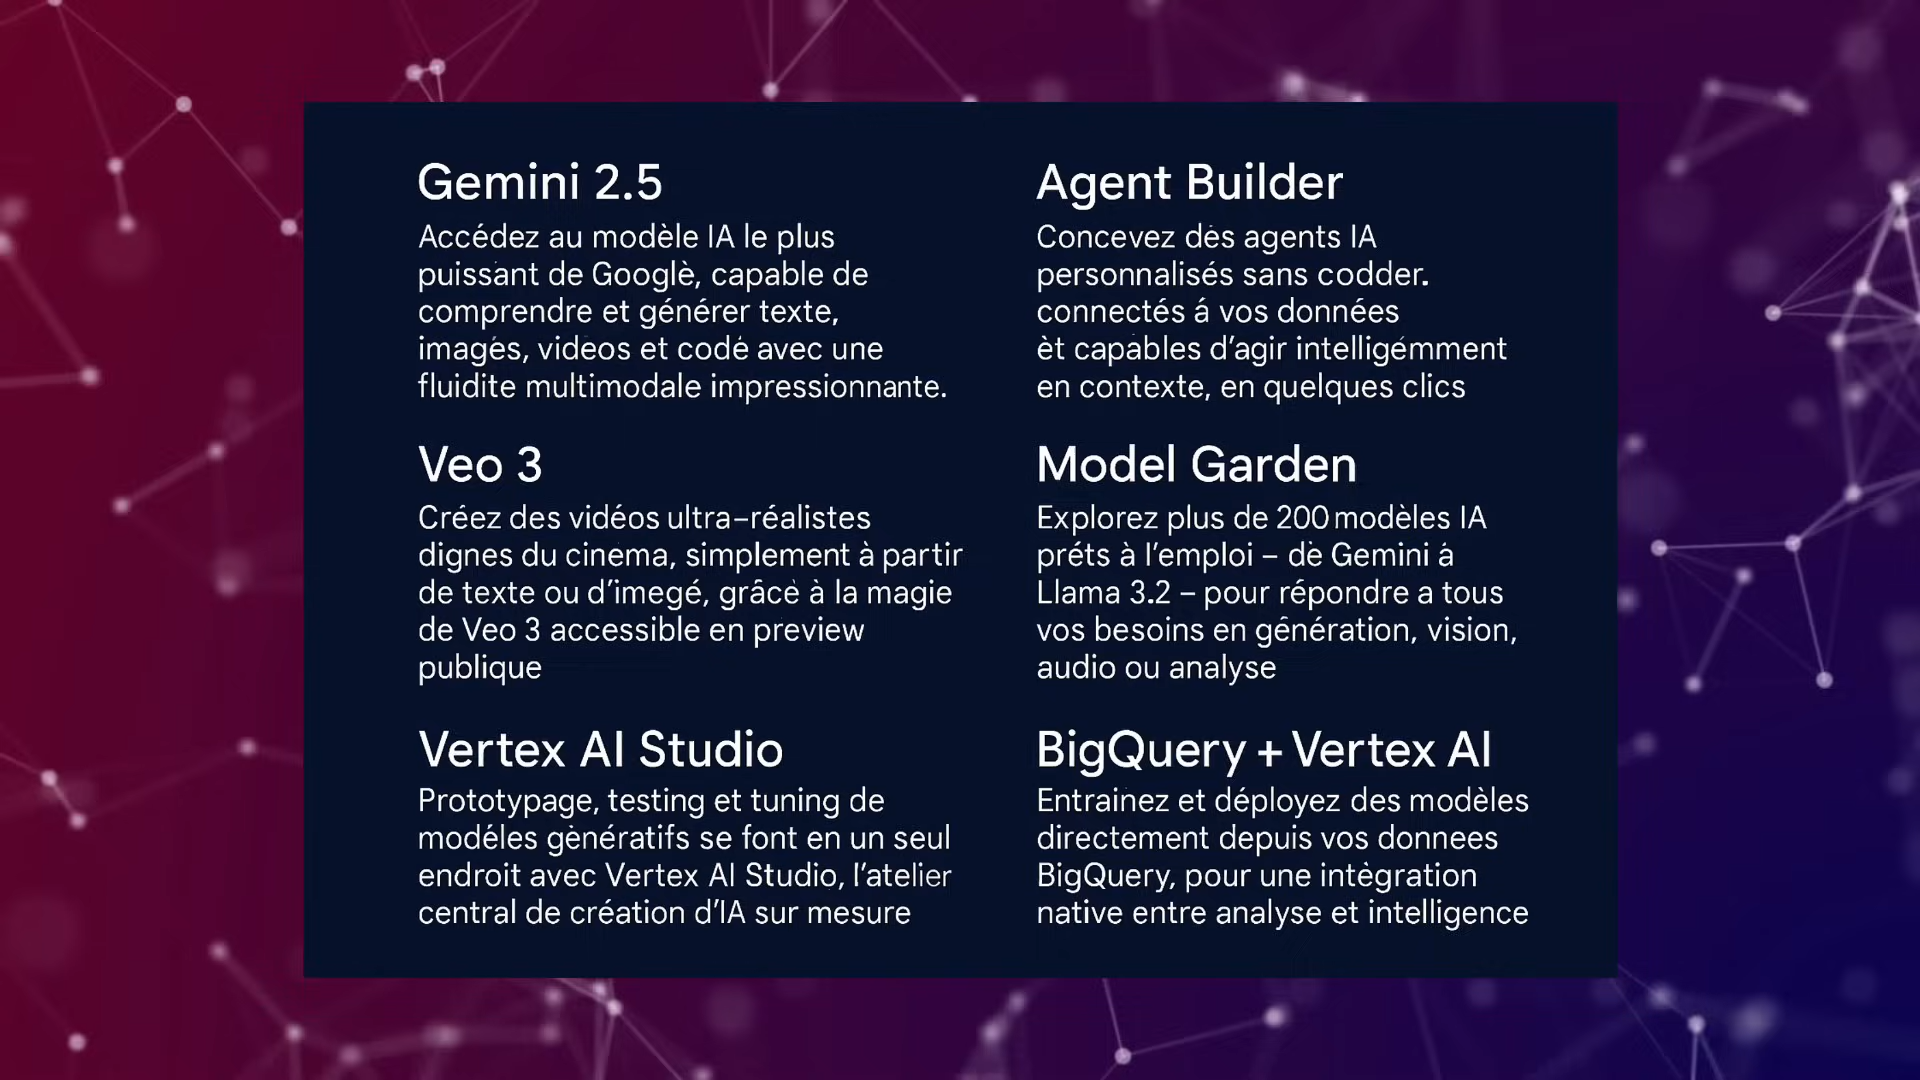 Gemini 2.5
Accédez au modèle IA le plus
puissant de Googlè, capable de
comprendre et générer texte,
imagés, videos et codé avec une
fluidite multimodale impressionnante.
Veo 3
Créez des vidéos ultra-réalistes
dignes du cinema, simplement à partir
de texte ou d'imegé, grâcè à la magie
de Veo 3 accessible en preview
publique
Vertex AI Studio
Prototypage, testing et tuning de
modéles gènératifs se font en un seul
endroit avec Vertex AI Studio, l'atelier
central de création d'IA sur mesure
Agent Builder
Concevez dès agents IA
personnalisés sans codder.
connectés á vos données
èt capables d'agir intelligémment
en contexte, en quelques clics
Model Garden
Explorez plus de 200 modèles IA
préts à l'emploi – dè Gemini á
Llama 3.2 – pour répondre a tous
vos besoins en génération, vision,
audio ou analyse
BigQuery + Vertex AI
Entrainez et déployez des modèles
directement depuis vos donnees
BigQuery, pour une intègration
native entre analyse et intelligence